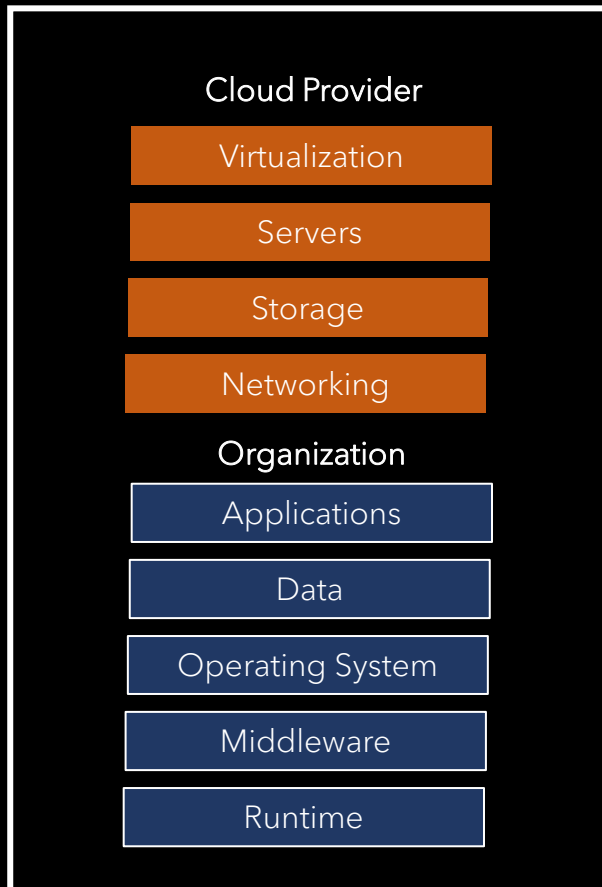 Cloud Provider
Virtualization
Servers
Storage
Networking
Organization
Applications
Data
Operating System
Middleware
Runtime